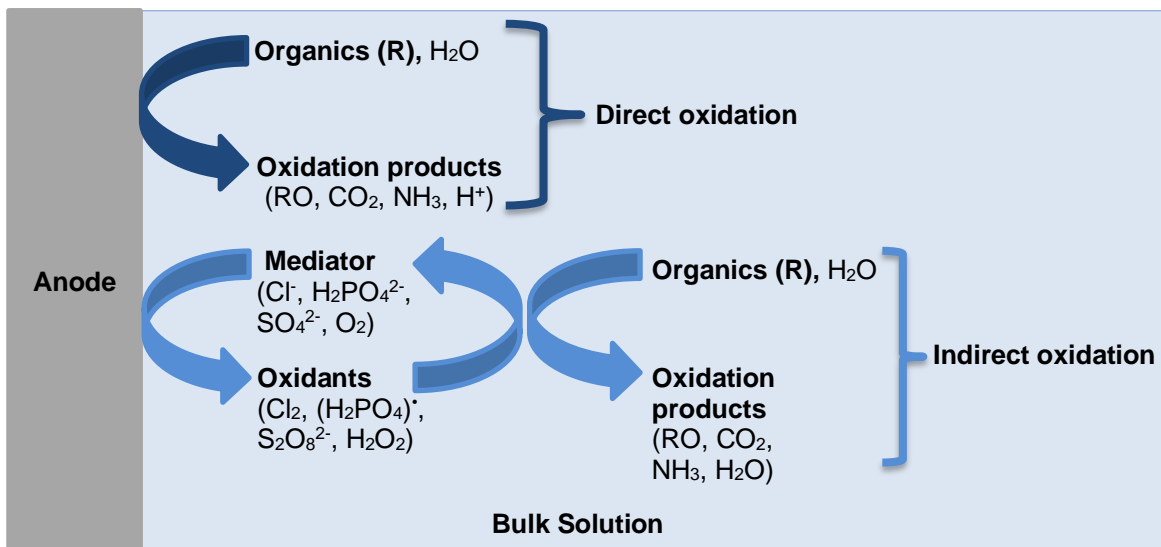 Organics (R), H₂O
Direct oxidation
Oxidation products
(RO, CO₂, NH₃, H⁺)
Anode
Mediator
(Cl⁻, H₂PO₄²⁻,
SO₄²⁻, O₂)
Oxidants
(Cl₂, (H₂PO₄)•,
S₂O₈²⁻, H₂O₂)
Organics (R), H₂O
Oxidation
products
(RO, CO₂,
NH₃, H₂O)
Indirect oxidation
Bulk Solution